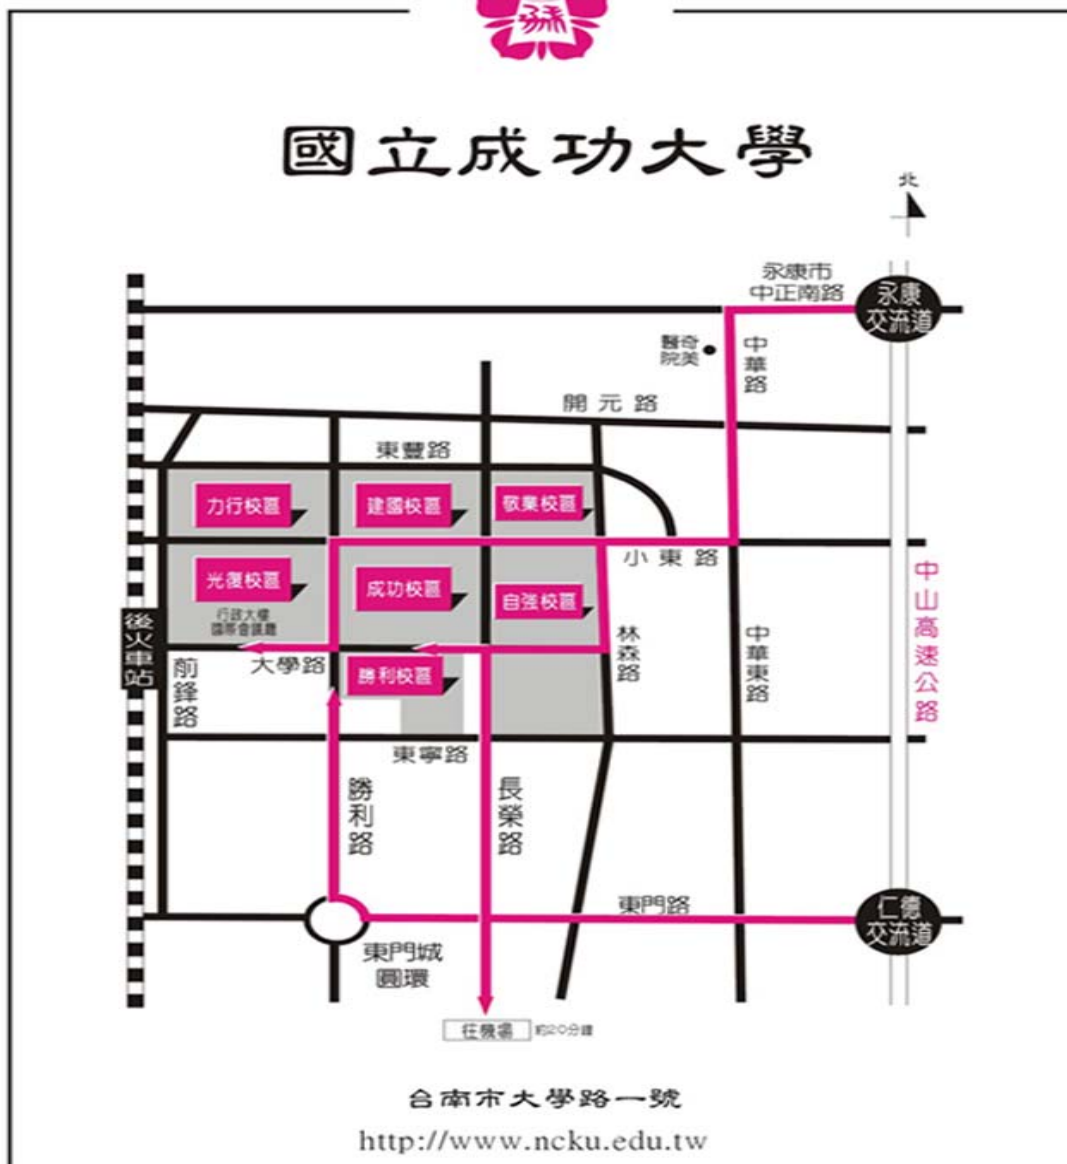 國立成功大學
北
永康市
中正南路
永康
交流道
奇美
醫院
中華路
開元路
東豐路
力行校區
建國校區
敬業校區
小東路
光復校區
成功校區
自強校區
行政大樓
國際會議廳
中山高速公路
後火車站
前鋒路
大學路
勝利校區
林森路
中華東路
東寧路
勝利路
長榮路
東門路
仁德
交流道
東門城
圓環
往機場 約20分鐘
台南市大學路一號
http://www.ncku.edu.tw